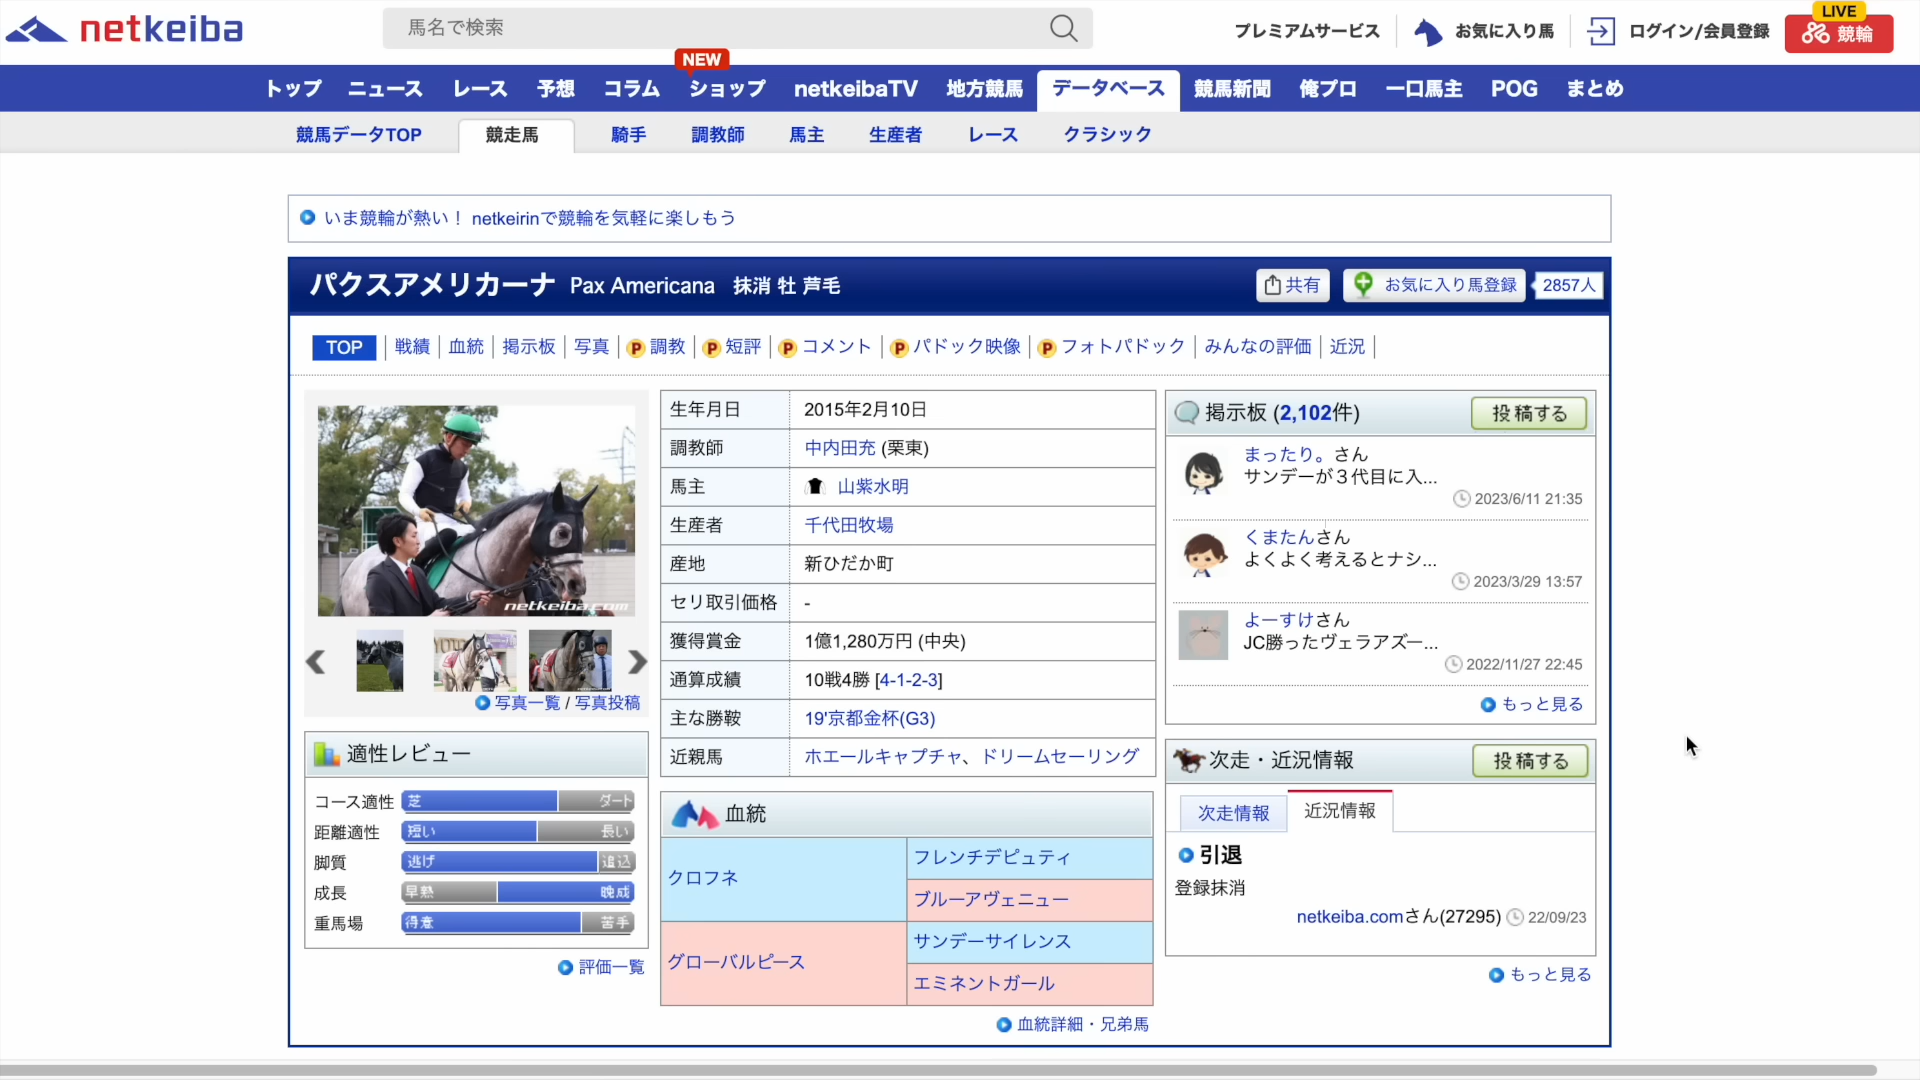 netkeiba
馬名で検索
プレミアムサービス
お気に入り馬
ログイン/会員登録
LIVE
競輪
NEW
トップ ニュース レース 予想 コラム ショップ netkeibaTV 地方競馬 データベース 競馬新聞 俺プロ 一口馬主 POG まとめ
競馬データTOP 競走馬 騎手 調教師 馬主 生産者 レース クラシック
いま競輪が熱い！ netkeirinで競輪を気軽に楽しもう
パクスアメリカーナ Pax Americana 抹消 牡 芦毛
共有
お気に入り馬登録
2857人
TOP 戦績 血統 掲示板 写真 P 調教 P 短評 P コメント P パドック映像 P フォトパドック みんなの評価 近況
netkeiba.com
写真一覧 / 写真投稿
適性レビュー
コース適性 芝 ダート
距離適性 短い 長い
脚質 逃げ 追込
成長 早熟 晩成
重馬場 得意 苦手
評価一覧
生年月日 2015年2月10日
調教師 中内田充 (栗東)
馬主 山紫水明
生産者 千代田牧場
産地 新ひだか町
セリ取引価格 -
獲得賞金 1億1,280万円 (中央)
通算成績 10戦4勝 [4-1-2-3]
主な勝鞍 19'京都金杯(G3)
近親馬 ホエールキャプチャ、ドリームセーリング
血統
クロフネ
フレンチデピュティ
ブルーアヴェニュー
グローバルピース
サンデーサイレンス
エミネントガール
血統詳細・兄弟馬
掲示板 (2,102件)
投稿する
まったり。さん
サンデーが３代目に入...
2023/6/11 21:35
くまたんさん
よくよく考えるとナシ...
2023/3/29 13:57
よーすけさん
JC勝ったヴェラアズー...
2022/11/27 22:45
もっと見る
次走・近況情報
投稿する
次走情報 近況情報
引退
登録抹消
netkeiba.comさん(27295) 22/09/23
もっと見る